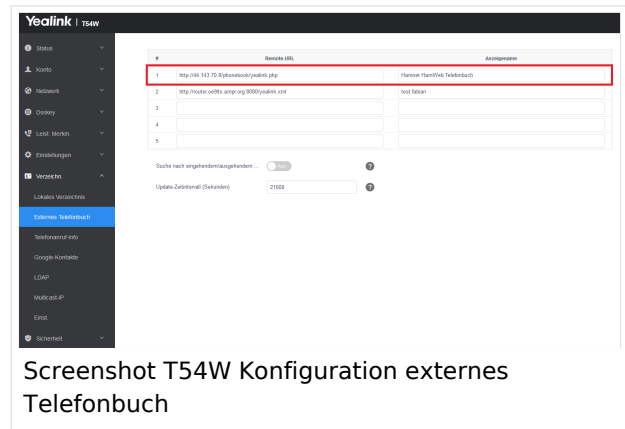 Yealink | T54W
Status
Konto
Netzwerk
Dsskey
Leist. Merkm.
Einstellungen
Verzeichn.
Lokales Verzeichnis
Externes Telefonbuch
Telefonanruf-Info
Google-Kontakte
LDAP
Multicast-IP
Einst.
Sicherheit
# Remote-URL Anzeigename
1 http://44.143.70.6/phonebook/yealink.php Hamnet HamWeb Telefonbuch
2 http://router.oe9ltx.ampr.org:8080/yealink.xml test fabian
3
4
5
Suche nach eingehendem/ausgehendem ...
Update-Zeitintervall (Sekunden) 21600
Screenshot T54W Konfiguration externes
Telefonbuch